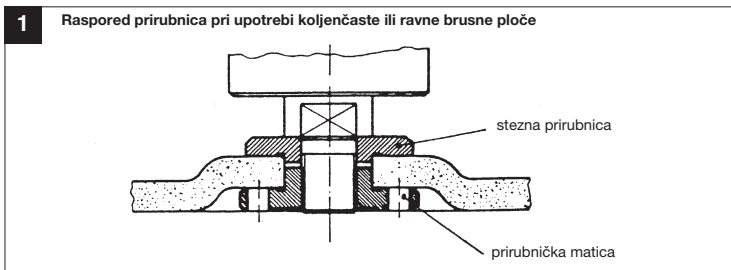 1
Raspored prirubnica pri upotrebi koljenčaste ili ravne brusne ploče
stezna prirubnica
prirubnička matica